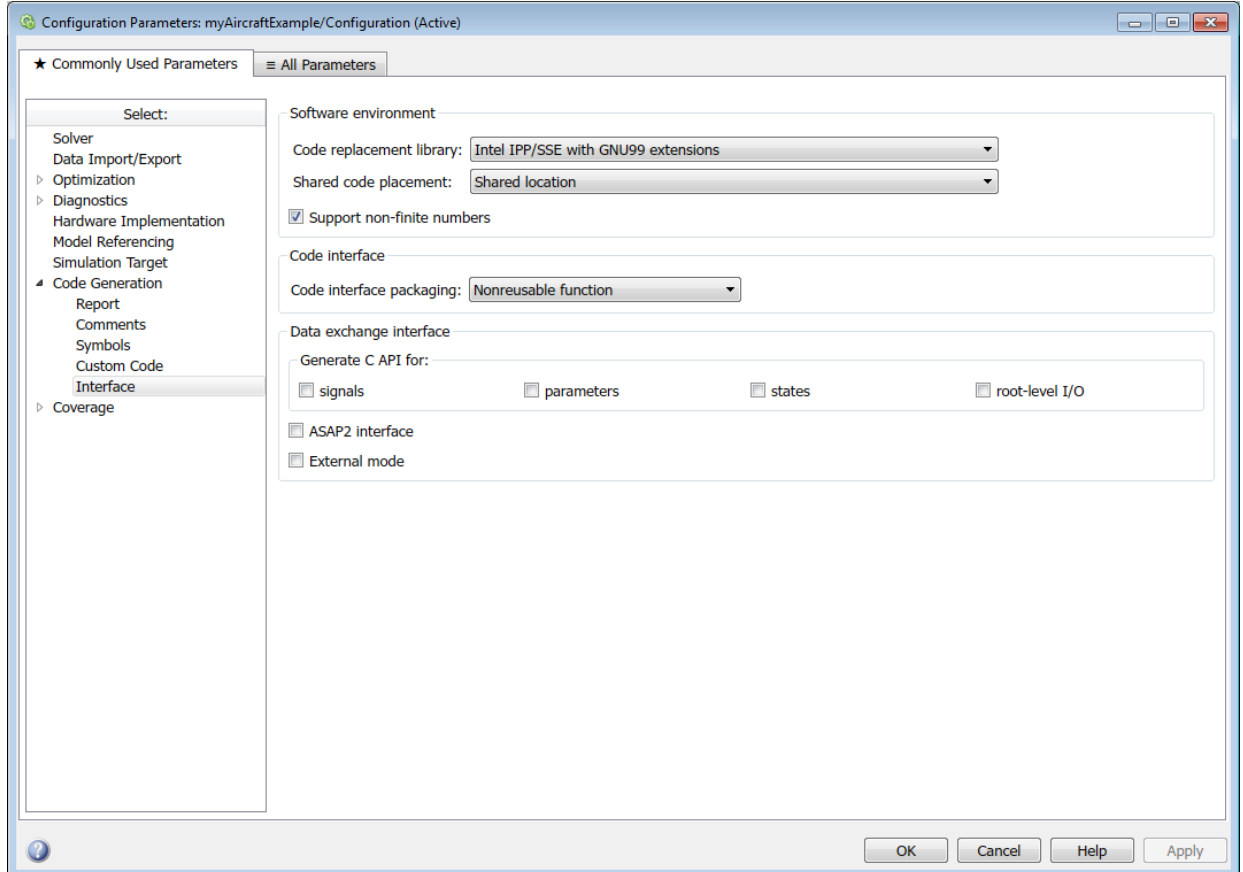 Configuration Parameters: myAircraftExample/Configuration (Active)
★ Commonly Used Parameters
≡ All Parameters
Select:
Solver
Data Import/Export
Optimization
Diagnostics
Hardware Implementation
Model Referencing
Simulation Target
Code Generation
Report
Comments
Symbols
Custom Code
Interface
Coverage
Software environment
Code replacement library: Intel IPP/SSE with GNU99 extensions
Shared code placement: Shared location
Support non-finite numbers
Code interface
Code interface packaging: Nonreusable function
Data exchange interface
Generate C API for:
signals parameters states root-level I/O
ASAP2 interface
External mode
? OK Cancel Help Apply